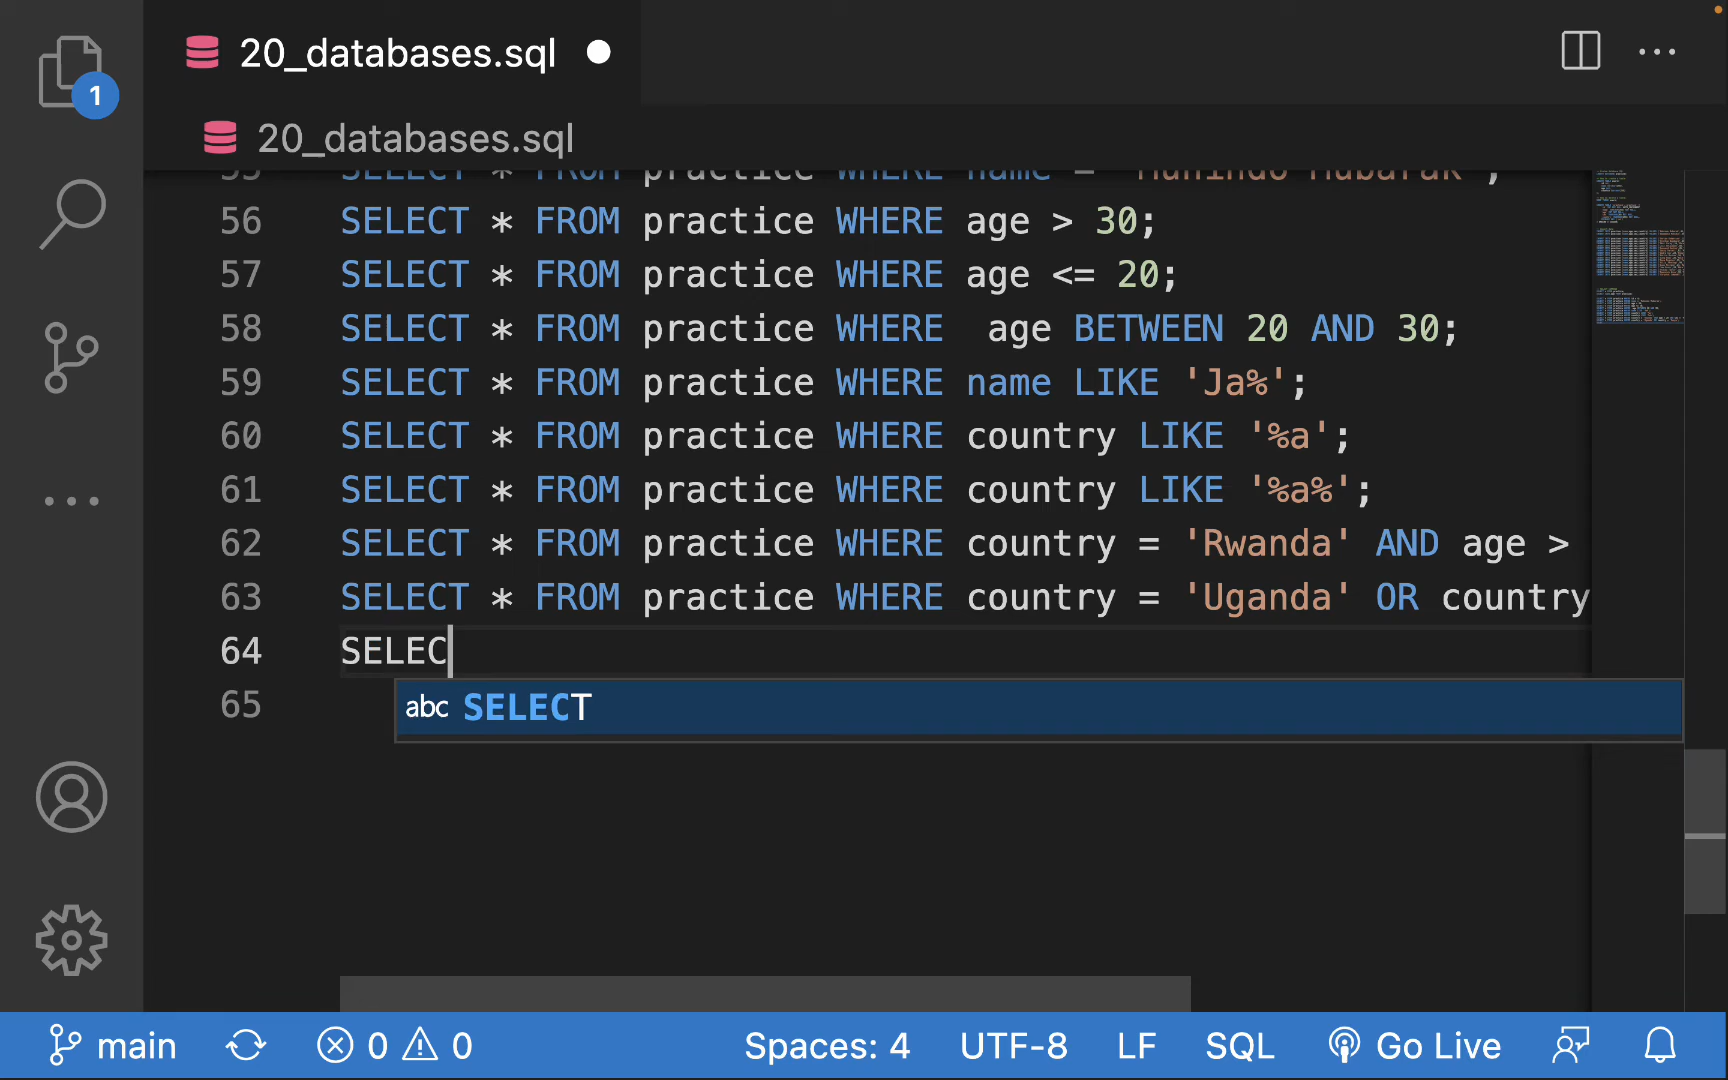 20_databases.sql
1
20_databases.sql
56 SELECT * FROM practice WHERE age > 30;
57 SELECT * FROM practice WHERE age <= 20;
58 SELECT * FROM practice WHERE  age BETWEEN 20 AND 30;
59 SELECT * FROM practice WHERE name LIKE 'Ja%';
60 SELECT * FROM practice WHERE country LIKE '%a';
61 SELECT * FROM practice WHERE country LIKE '%a%';
62 SELECT * FROM practice WHERE country = 'Rwanda' AND age >
63 SELECT * FROM practice WHERE country = 'Uganda' OR country
64 SELEC
65
abc SELECT
main 0 0 Spaces: 4 UTF-8 LF SQL Go Live